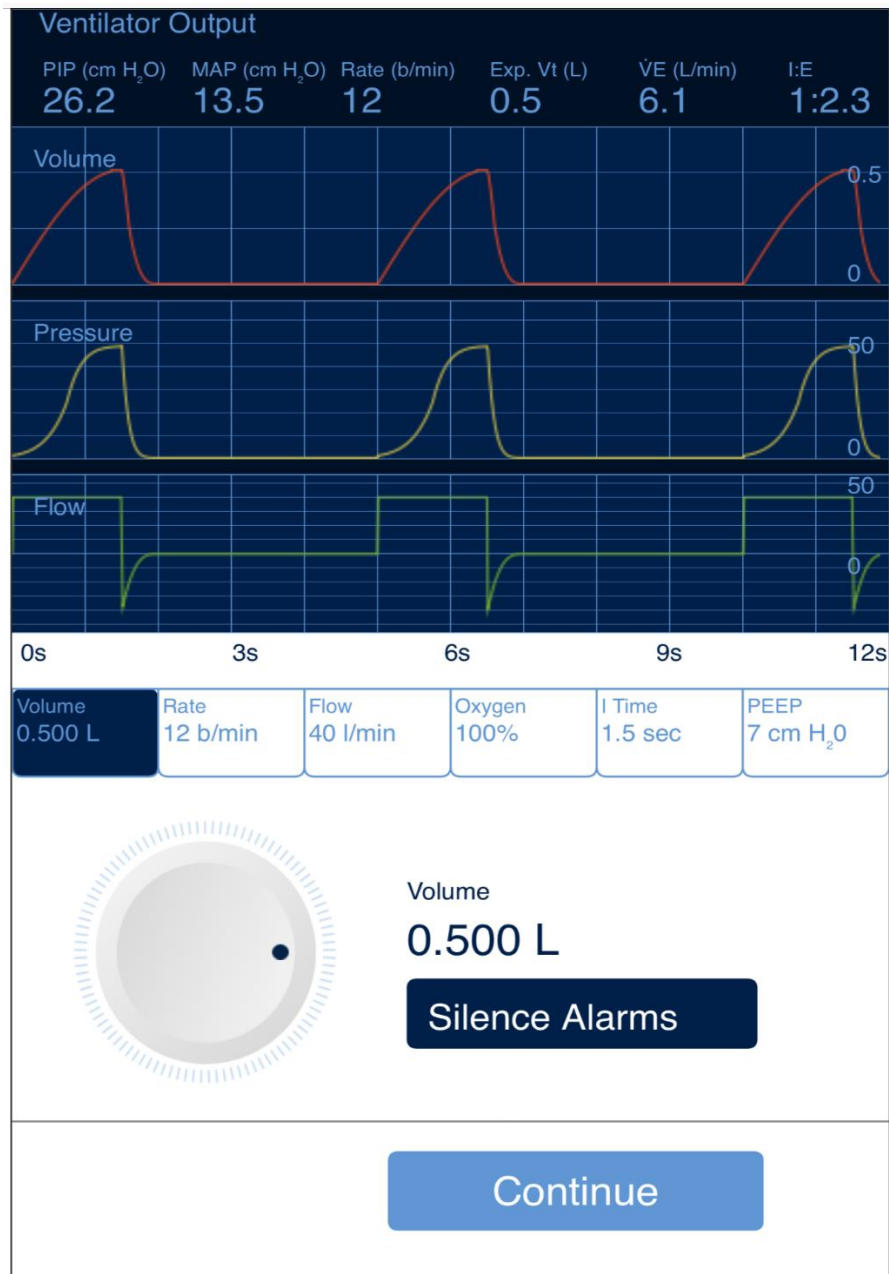 Ventilator Output
PIP (cm H₂O) MAP (cm H₂O) Rate (b/min) Exp. Vt (L) V̇E (L/min) I:E
26.2 13.5 12 0.5 6.1 1:2.3
Volume
0.5
0
Pressure
50
0
50
Flow
0
0s 3s 6s 9s 12s
Volume Rate Flow Oxygen I Time PEEP
0.500 L 12 b/min 40 l/min 100% 1.5 sec 7 cm H₂0
Volume
0.500 L
Silence Alarms
Continue